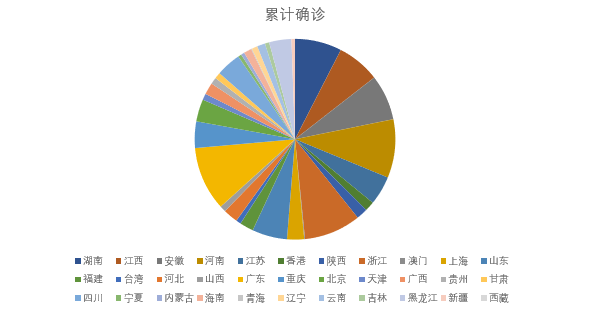 累计确诊
湖南 江西 安徽 河南 江苏 香港 陕西 浙江 澳门 上海 山东
福建 台湾 河北 山西 广东 重庆 北京 天津 广西 贵州 甘肃
四川 宁夏 内蒙古 海南 青海 辽宁 云南 吉林 黑龙江 新疆 西藏